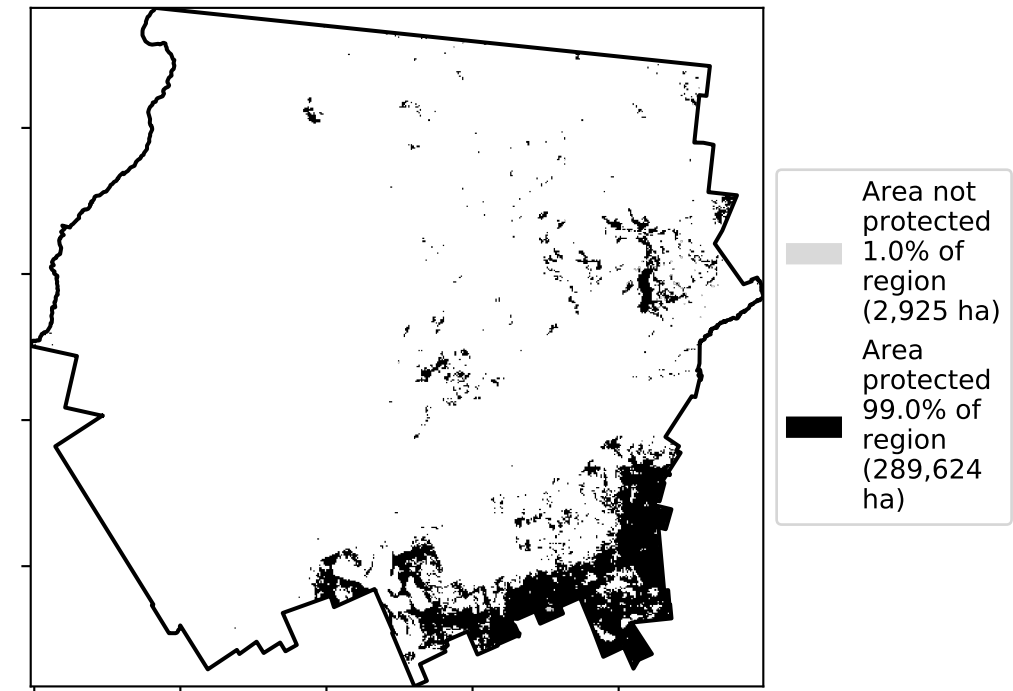 Area not
protected
1.0% of
region
(2,925 ha)
Area
protected
99.0% of
region
(289,624
ha)